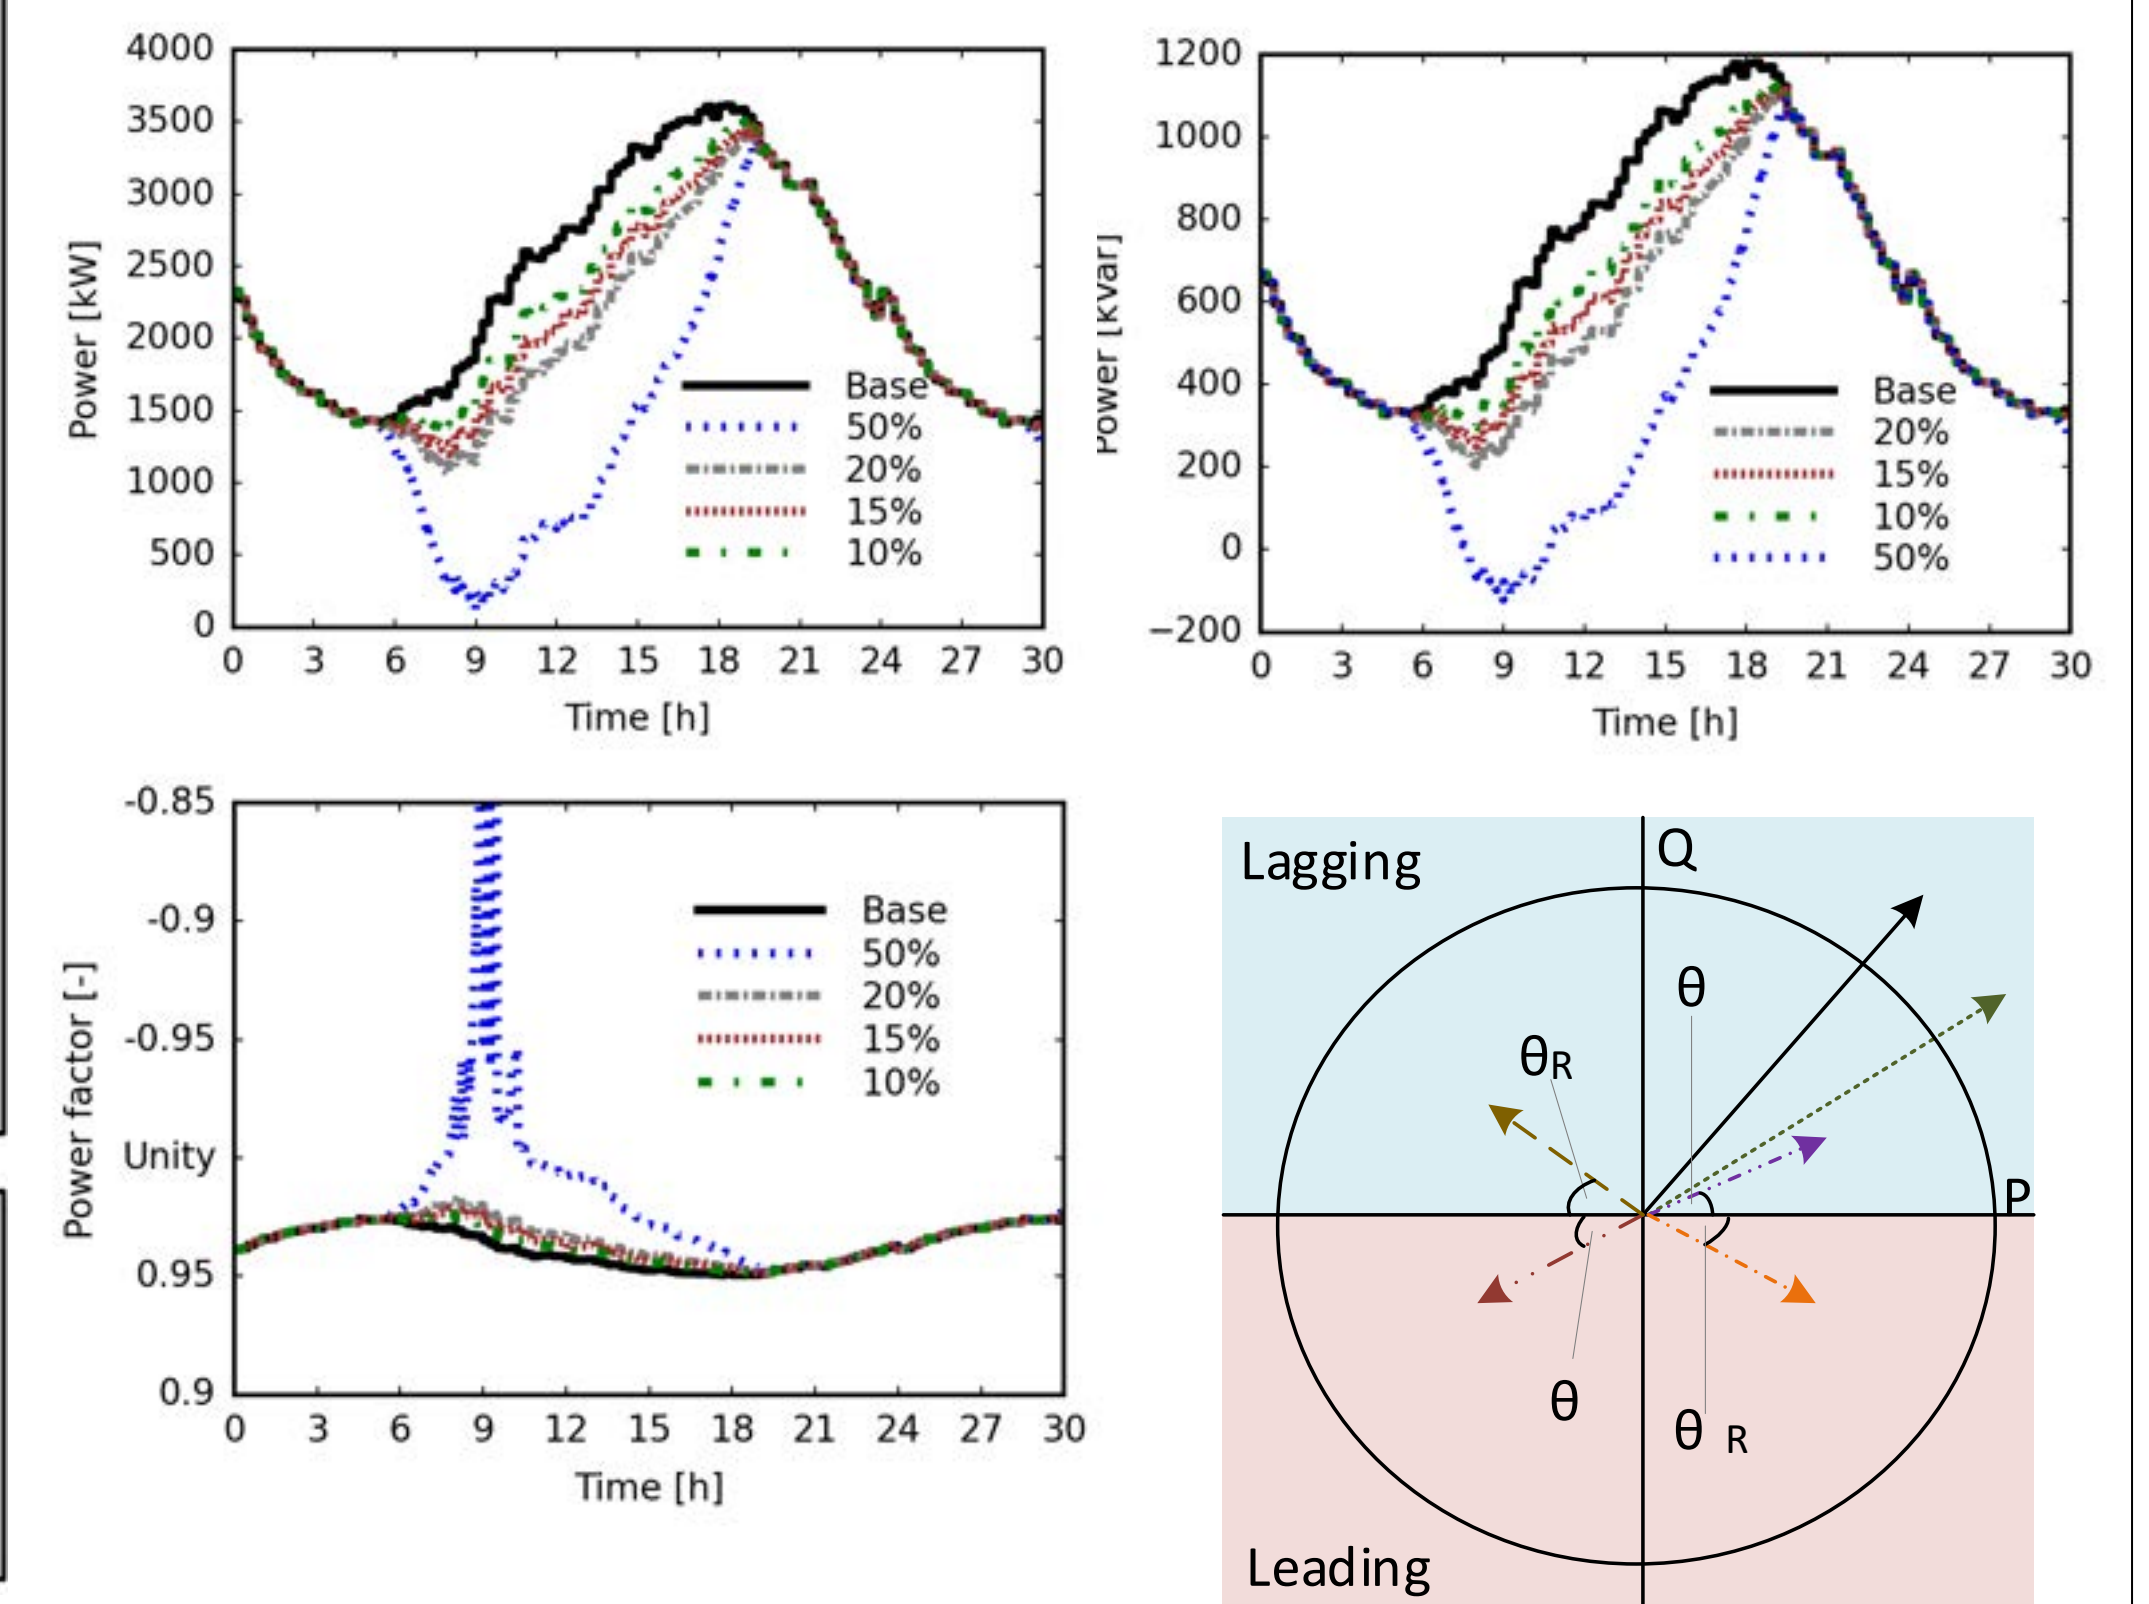 4000
3500
3000
2500
2000
1500
1000
500
0
Power [kW]
Base
50%
20%
15%
10%
0 3 6 9 12 15 18 21 24 27 30
Time [h]
1200
1000
800
600
400
200
0
−200
Power [kvar]
Base
20%
15%
10%
50%
0 3 6 9 12 15 18 21 24 27 30
Time [h]
-0.85
-0.9
-0.95
Unity
0.95
0.9
Power factor [-]
Base
50%
20%
15%
10%
0 3 6 9 12 15 18 21 24 27 30
Time [h]
Lagging
Q
θ
θR
P
θ
θ R
Leading